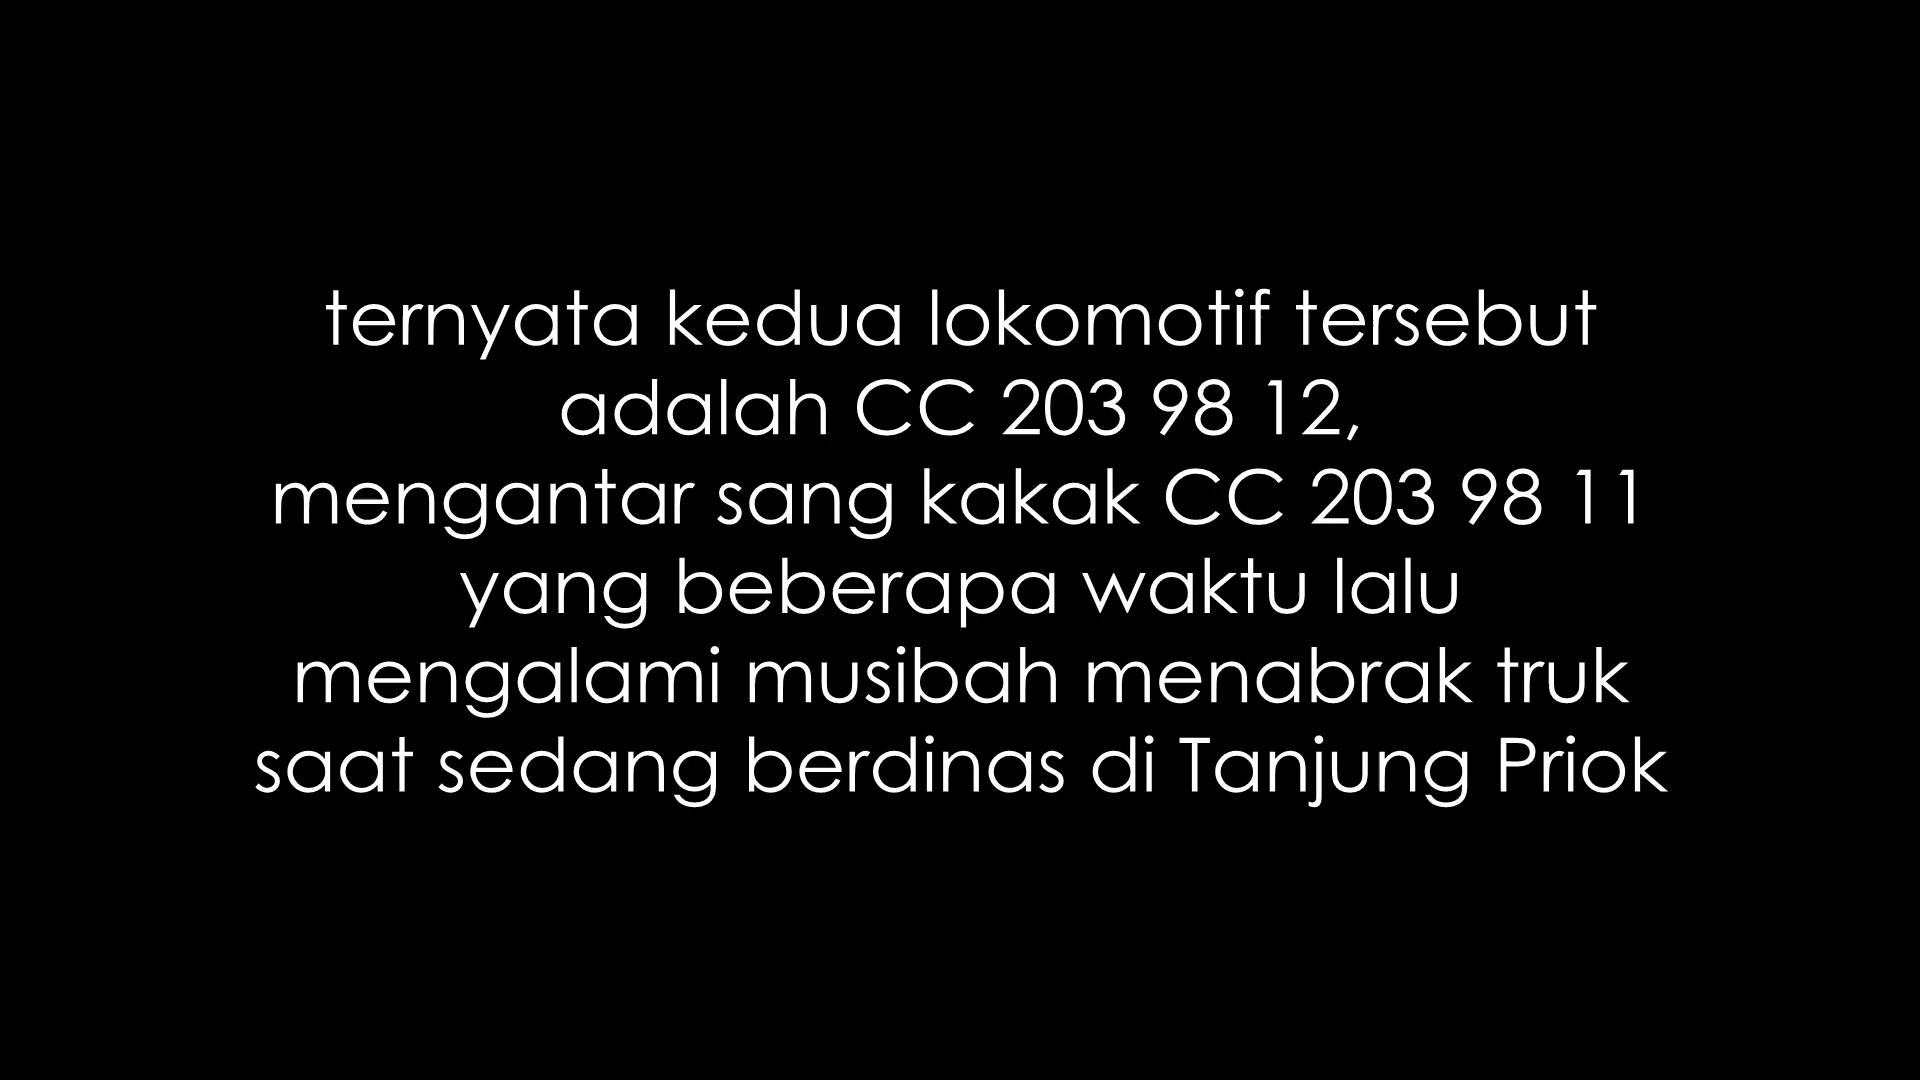 ternyata kedua lokomotif tersebut
adalah CC 203 98 12,
mengantar sang kakak CC 203 98 11
yang beberapa waktu lalu
mengalami musibah menabrak truk
saat sedang berdinas di Tanjung Priok